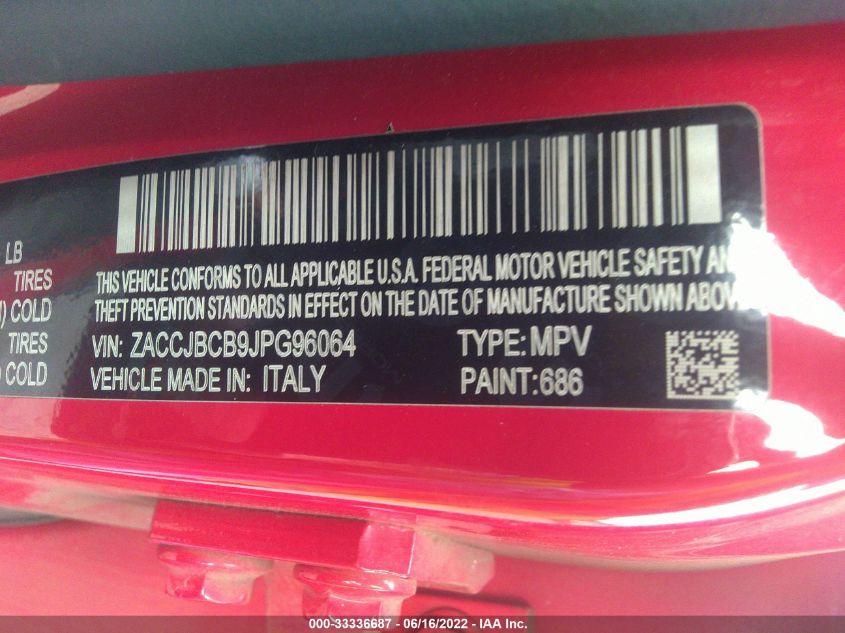 LB
TIRES
COLD
TIRES
COLD
THIS VEHICLE CONFORMS TO ALL APPLICABLE U.S.A. FEDERAL MOTOR VEHICLE SAFETY AN
THEFT PREVENTION STANDARDS IN EFFECT ON THE DATE OF MANUFACTURE SHOWN ABOV
VIN: ZACCJBCB9JPG96064 TYPE: MPV
VEHICLE MADE IN: ITALY PAINT: 686
000-33336687 - 06/16/2022 - IAA Inc.